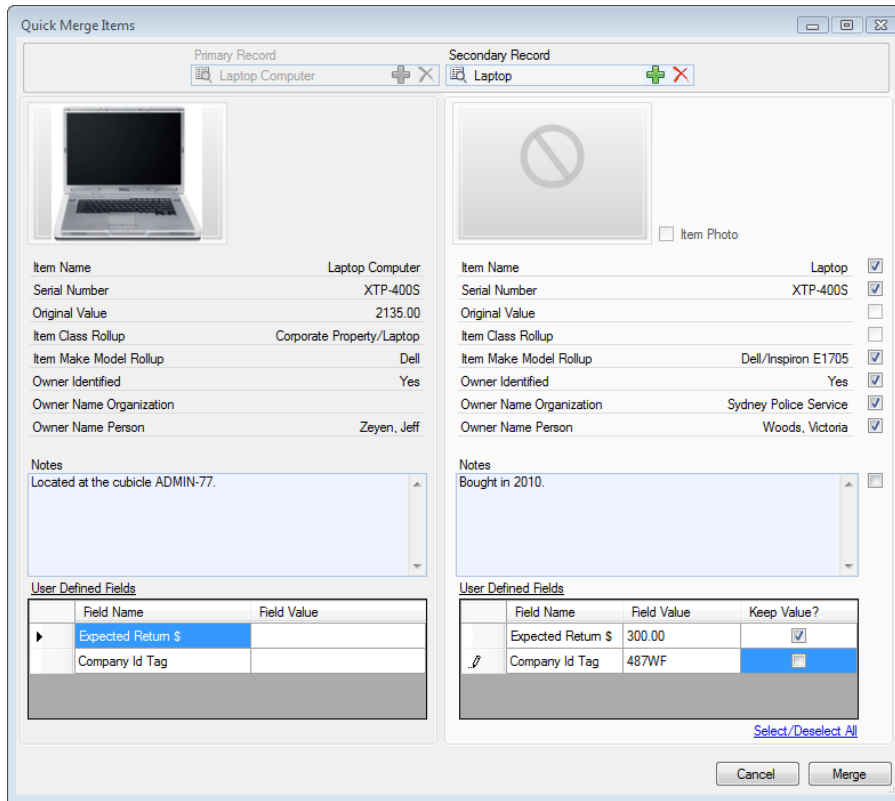 Quick Merge Items
Primary Record
Laptop Computer
Secondary Record
Laptop
Item Photo
Item Name Laptop Computer
Serial Number XTP-400S
Original Value 2135.00
Item Class Rollup Corporate Property/Laptop
Item Make Model Rollup Dell
Owner Identified Yes
Owner Name Organization
Owner Name Person Zeyen, Jeff
Notes
Located at the cubicle ADMIN-77.
User Defined Fields
Field Name Field Value
Expected Return $
Company Id Tag
Item Name Laptop
Serial Number XTP-400S
Original Value
Item Class Rollup
Item Make Model Rollup Dell/Inspiron E1705
Owner Identified Yes
Owner Name Organization Sydney Police Service
Owner Name Person Woods, Victoria
Notes
Bought in 2010.
User Defined Fields
Field Name Field Value Keep Value?
Expected Return $ 300.00
Company Id Tag 487WF
Select/Deselect All
Cancel Merge